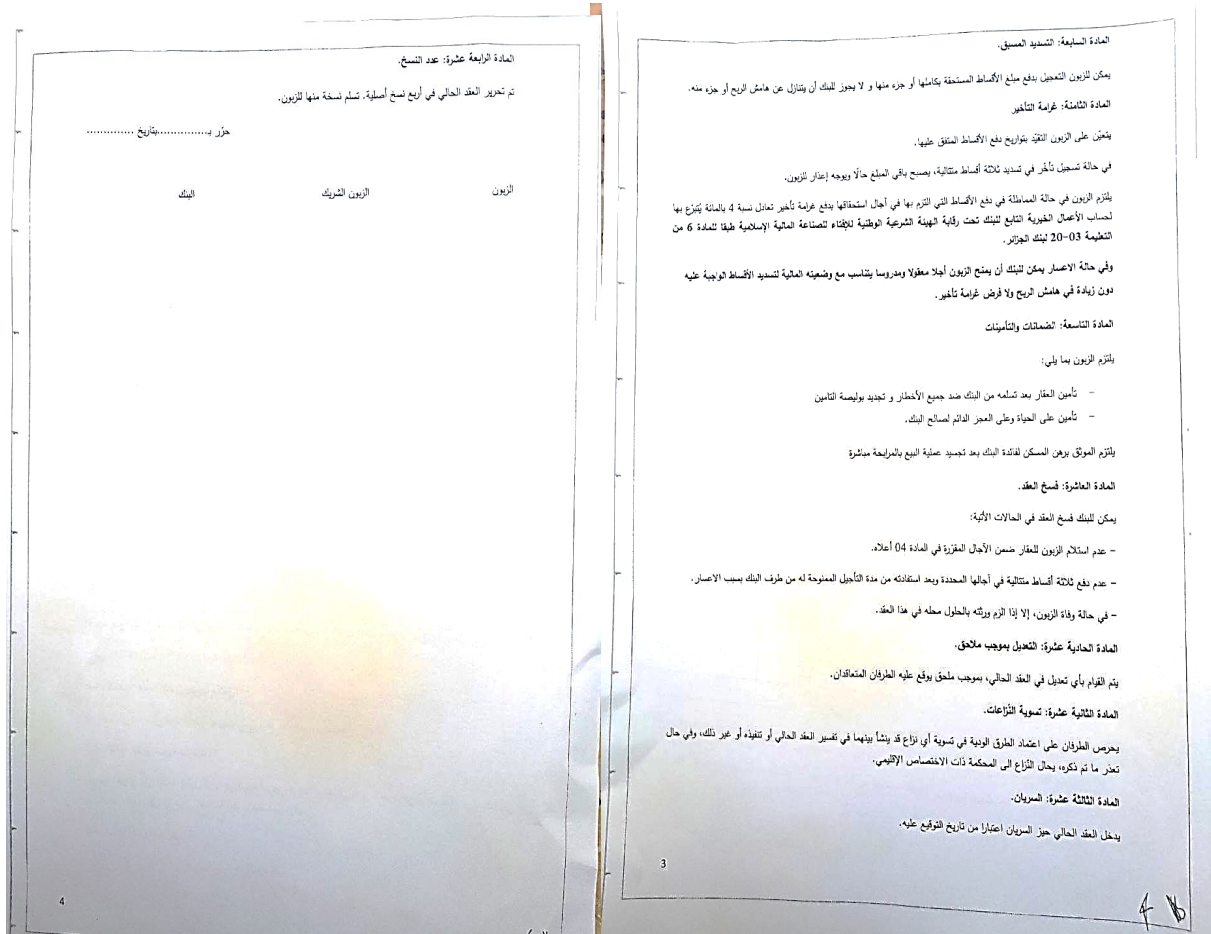 المادة السابعة: التسديد المسبق.
يمكن للزبون التعجيل بدفع مبلغ الأقساط المستحقة بكاملها أو جزء منها و لا يجوز للبنك أن يتنازل عن هامش الربح أو جزء منه.
المادة الثامنة: غرامة التأخير
يتعيّن على الزبون التقيّد بتواريخ دفع الأقساط المتفق عليها.
في حالة تسجيل تأخّر في تسديد ثلاثة أقساط متتالية، يصبح باقي المبلغ حالّا ويوجه إعذار للزبون.
يلتزم الزبون في حالة المماطلة في دفع الأقساط التي التزم بها في آجال استحقاقها بدفع غرامة تأخير تعادل نسبة 4 بالمائة يُتبرّع بها
لحساب الأعمال الخيرية التابع للبنك تحت رقابة الهيئة الشرعية الوطنية للإفتاء للصناعة المالية الإسلامية طبقا للمادة 6 من
التعليمة 03-20 لبنك الجزائر.
وفي حالة الاعسار يمكن للبنك أن يمنح الزبون أجلا معقولا ومدروسا يتناسب مع وضعيته المالية لتسديد الأقساط الواجبة عليه
دون زيادة في هامش الربح ولا فرض غرامة تأخير.
المادة التاسعة: الضمانات والتأمينات
يلتزم الزبون بما يلي:
- تأمين العقار بعد تسلمه من البنك ضد جميع الأخطار و تجديد بوليصة التامين
- تأمين على الحياة وعلى العجز الدائم لصالح البنك.
يلتزم الموثق برهن المسكن لفائدة البنك بعد تجسيد عملية البيع بالمرابحة مباشرة
المادة العاشرة: فسخ العقد.
يمكن للبنك فسخ العقد في الحالات الأتية:
- عدم استلام الزبون للعقار ضمن الآجال المقرّرة في المادة 04 أعلاه.
- عدم دفع ثلاثة أقساط متتالية في آجالها المحددة وبعد استفادته من مدة التأجيل الممنوحة له من طرف البنك بسبب الاعسار.
- في حالة وفاة الزبون، إلا إذا الزم ورثته بالحلول محله في هذا العقد.
المادة الحادية عشرة: التعديل بموجب ملاحق.
يتم القيام بأي تعديل في العقد الحالي، بموجب ملحق يوقع عليه الطرفان المتعاقدان.
المادة الثانية عشرة: تسوية النّزاعات.
يحرص الطرفان على اعتماد الطرق الودية في تسوية أي نزاع قد ينشأ بينهما في تفسير العقد الحالي أو تنفيذه أو غير ذلك، وفي حال
تعذر ما تم ذكره، يحال النّزاع الى المحكمة ذات الاختصاص الإقليمي.
المادة الثالثة عشرة: السريان.
يدخل العقد الحالي حيز السريان اعتبارا من تاريخ التوقيع عليه.
3
المادة الرابعة عشرة: عدد النسخ.
تم تحرير العقد الحالي في أربع نسخ أصلية. تسلم نسخة منها للزبون.
حرّر بـ...............بتاريخ .............
الزبون الزبون الشريك البنك
4